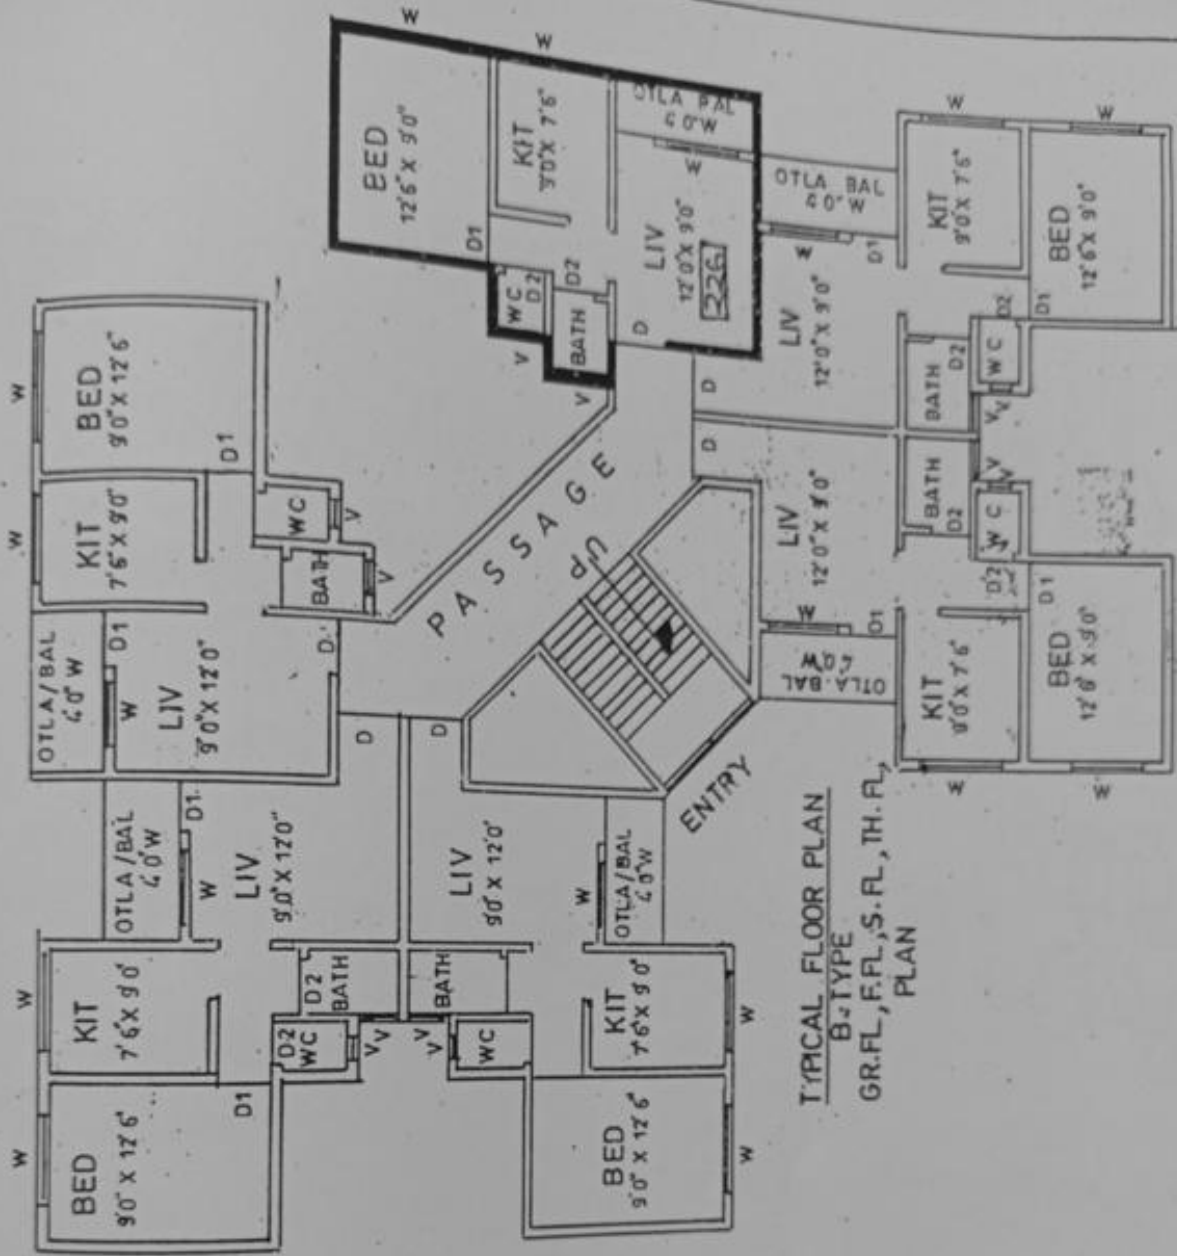 W
W
BED
12'6" X 9'0"
KIT
9'0" X 7'6"
OTLA BAL
4'0" W
D1
WC
D2
D2
BATH
V
V
LIV
12'0" X 9'0"
226
D
W
W
W
BED
9'0" X 12'6"
D1
KIT
7'6" X 9'0"
WC
V
BATH
V
OTLA/BAL
4'0" W
D1
W
LIV
9'0" X 12'0"
D
PASSAGE
UP
ENTRY
OTLA BAL
4'0" W
W
D1
LIV
12'0" X 9'0"
D
KIT
9'0" X 7'6"
W
BED
12'6" X 9'0"
W
D1
D2
WC
BATH
D2
V
V
D
LIV
12'0" X 9'0"
W
D1
OTLA-BAL
4'0" W
BATH
D2
WC
V
V
D2
D1
KIT
9'0" X 7'6"
W
BED
12'6" X 9'0"
W
OTLA/BAL
4'0" W
D1
W
LIV
9'0" X 12'0"
D
W
KIT
7'6" X 9'0"
D2
BATH
D2
WC
V
V
W
BED
9'0" X 12'6"
D1
D
LIV
9'0" X 12'0"
W
OTLA/BAL
4'0" W
BATH
WC
V
V
KIT
7'6" X 9'0"
W
BED
9'0" X 12'6"
W
TYPICAL FLOOR PLAN
B-TYPE
GR.FL., F.FL., S.FL., TH.FL.,
PLAN